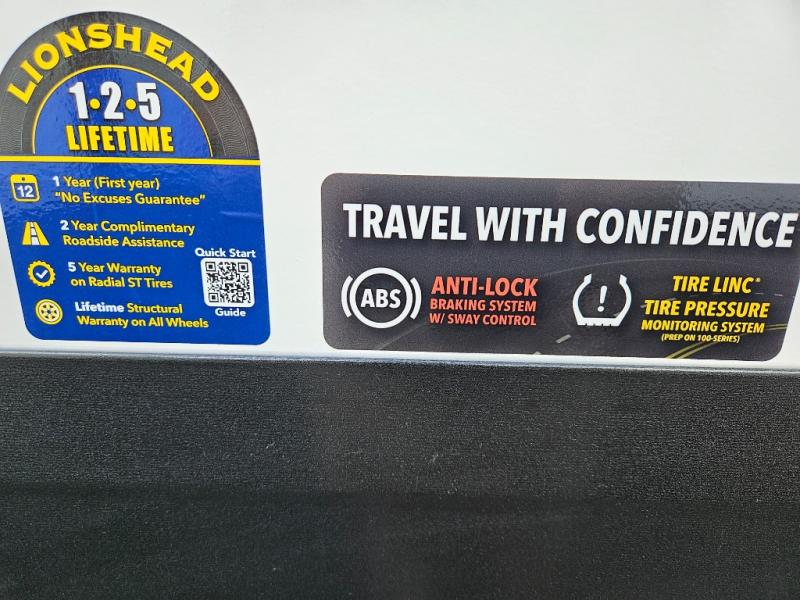 LIONSHEAD
1•2•5
LIFETIME
12
1 Year (First year)
"No Excuses Guarantee"
2 Year Complimentary
Roadside Assistance
5 Year Warranty
on Radial ST Tires
Lifetime Structural
Warranty on All Wheels
Quick Start
Guide
TRAVEL WITH CONFIDENCE
ABS
ANTI-LOCK
BRAKING SYSTEM
W/ SWAY CONTROL
!
TIRE LINC®
TIRE PRESSURE
MONITORING SYSTEM
(PREP ON 100-SERIES)